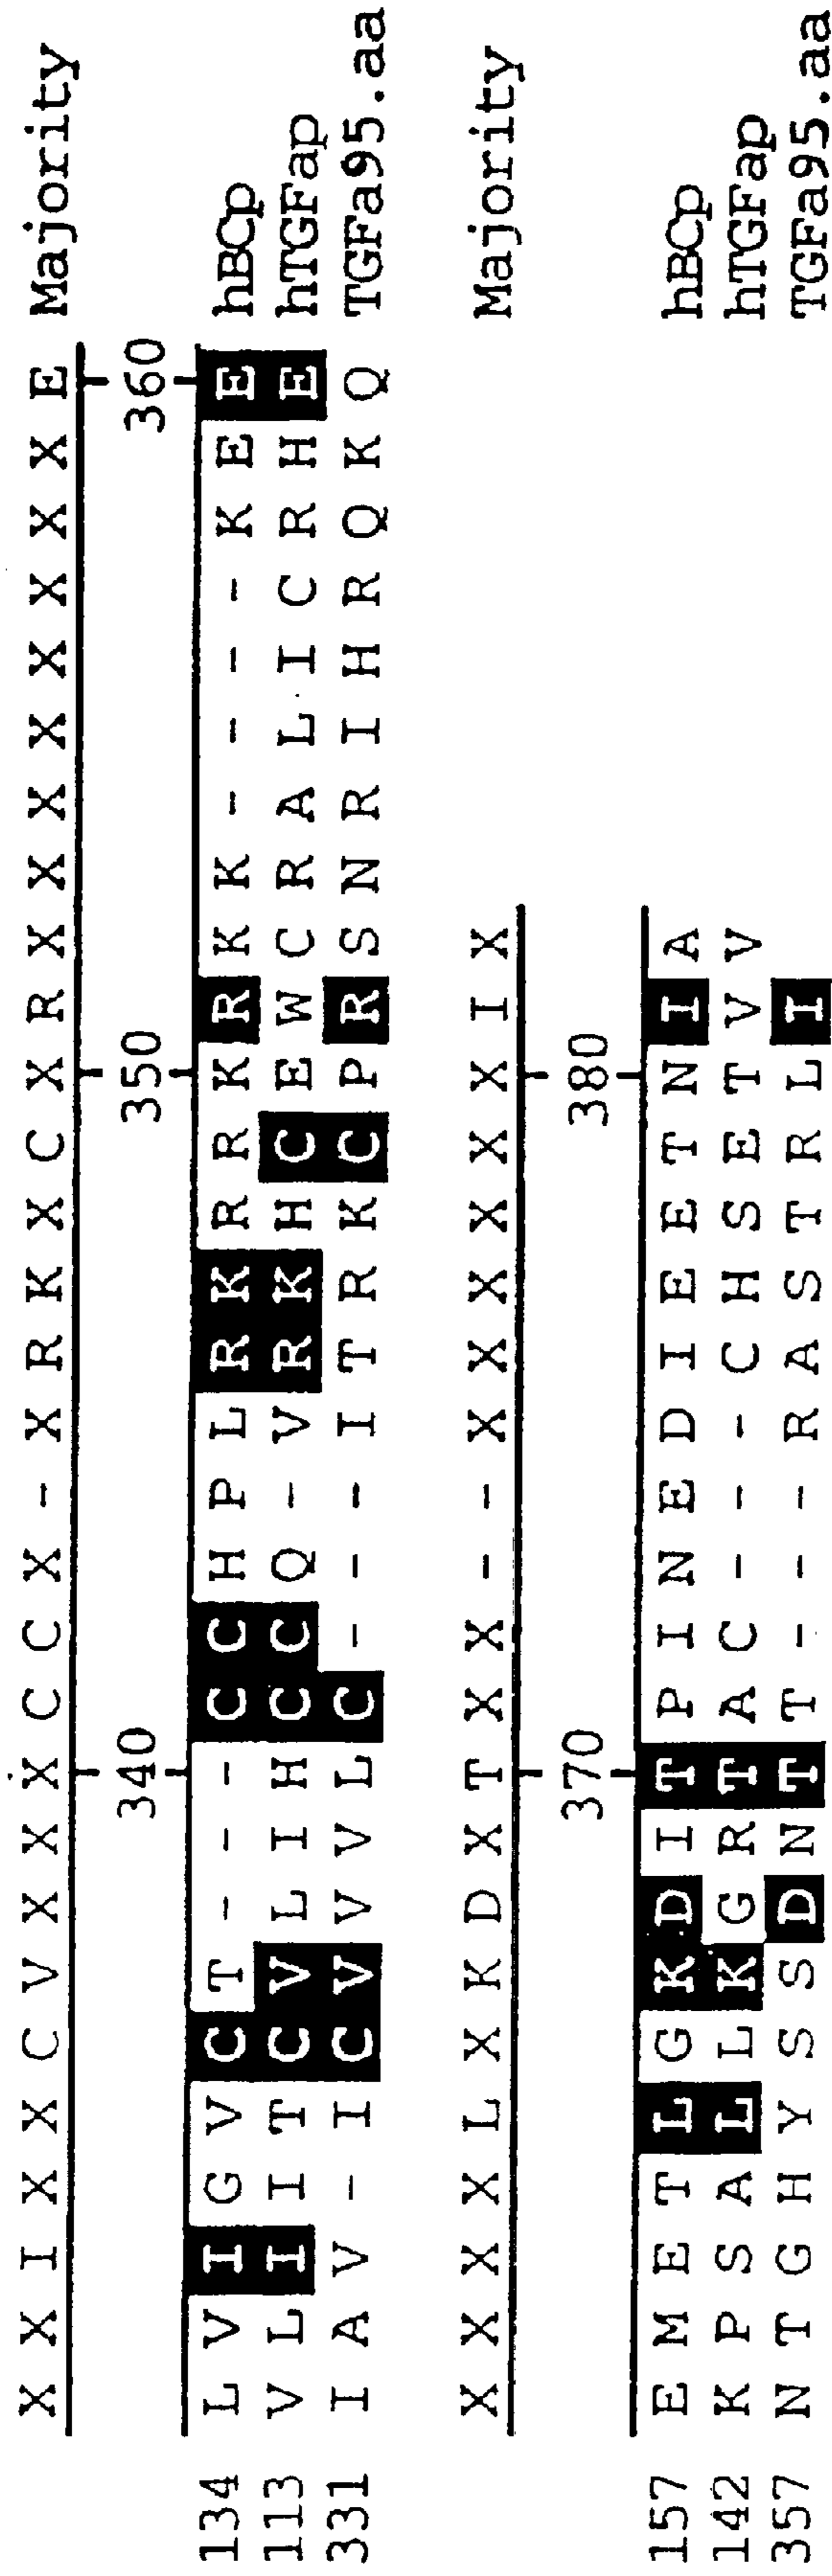 X X I X X C V X X X C C X - X R K X C X R X X X X X X X X E Majority
340 350 360
134 L V I G V C T - - - C C H P L R K R R K R K K - - - - K E E hBCp
113 V L I I T C V L I H C C Q - V R K H C E W C R A L I C R H E hTGFap
331 I A V - I C V V V L C - - - I T R K C P R S N R I H R Q K Q TGFa95.aa
X X X X L X K D X T X X - - X X X X X X I X Majority
370 380
157 E M E T L G K D I T P I N E D I E E T N I A hBCp
142 K P S A L L K G R T A C - - - C H S E T V V hTGFap
357 N T G H Y S S D N T T - - - R A S T R L I TGFa95.aa